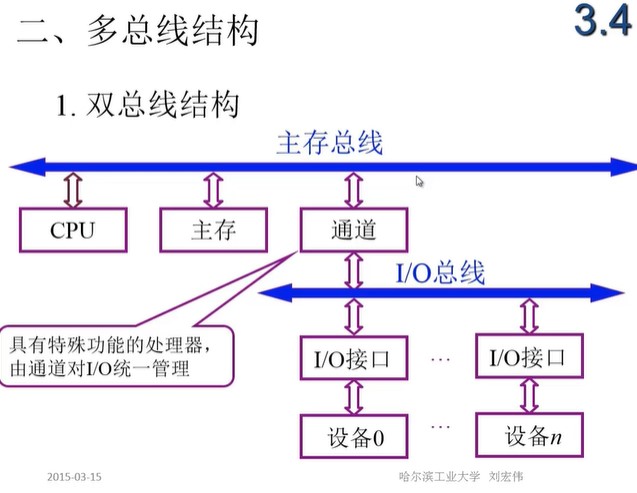 二、多总线结构
3.4
1. 双总线结构
主存总线
CPU
主存
通道
I/O总线
具有特殊功能的处理器，
由通道对I/O统一管理
I/O接口
…
I/O接口
设备0
…
设备n
2015-03-15
哈尔滨工业大学 刘宏伟